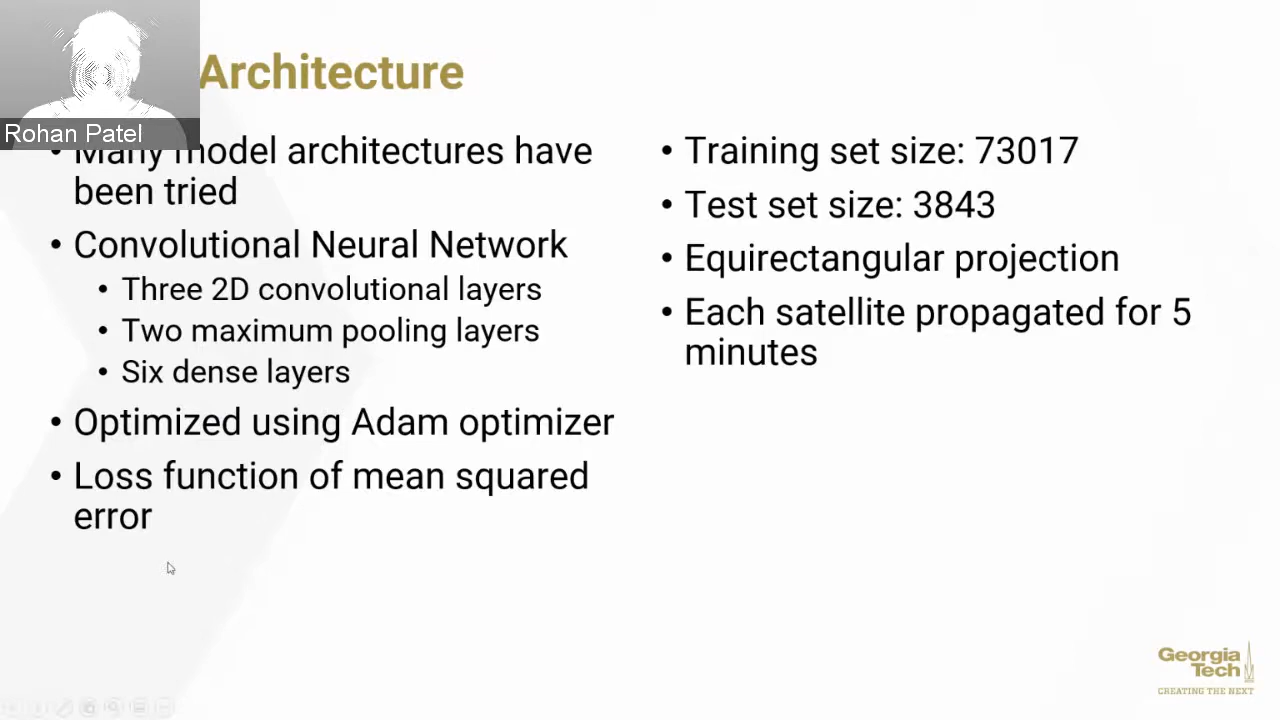 Architecture
Rohan Patel
• Many model architectures have
been tried
• Convolutional Neural Network
• Three 2D convolutional layers
• Two maximum pooling layers
• Six dense layers
• Optimized using Adam optimizer
• Loss function of mean squared
error
• Training set size: 73017
• Test set size: 3843
• Equirectangular projection
• Each satellite propagated for 5
minutes
Georgia
Tech
CREATING THE NEXT